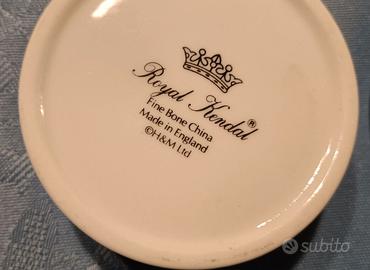 Royal Kendal ®
Fine Bone China
Made in England
©H&M Ltd
subito